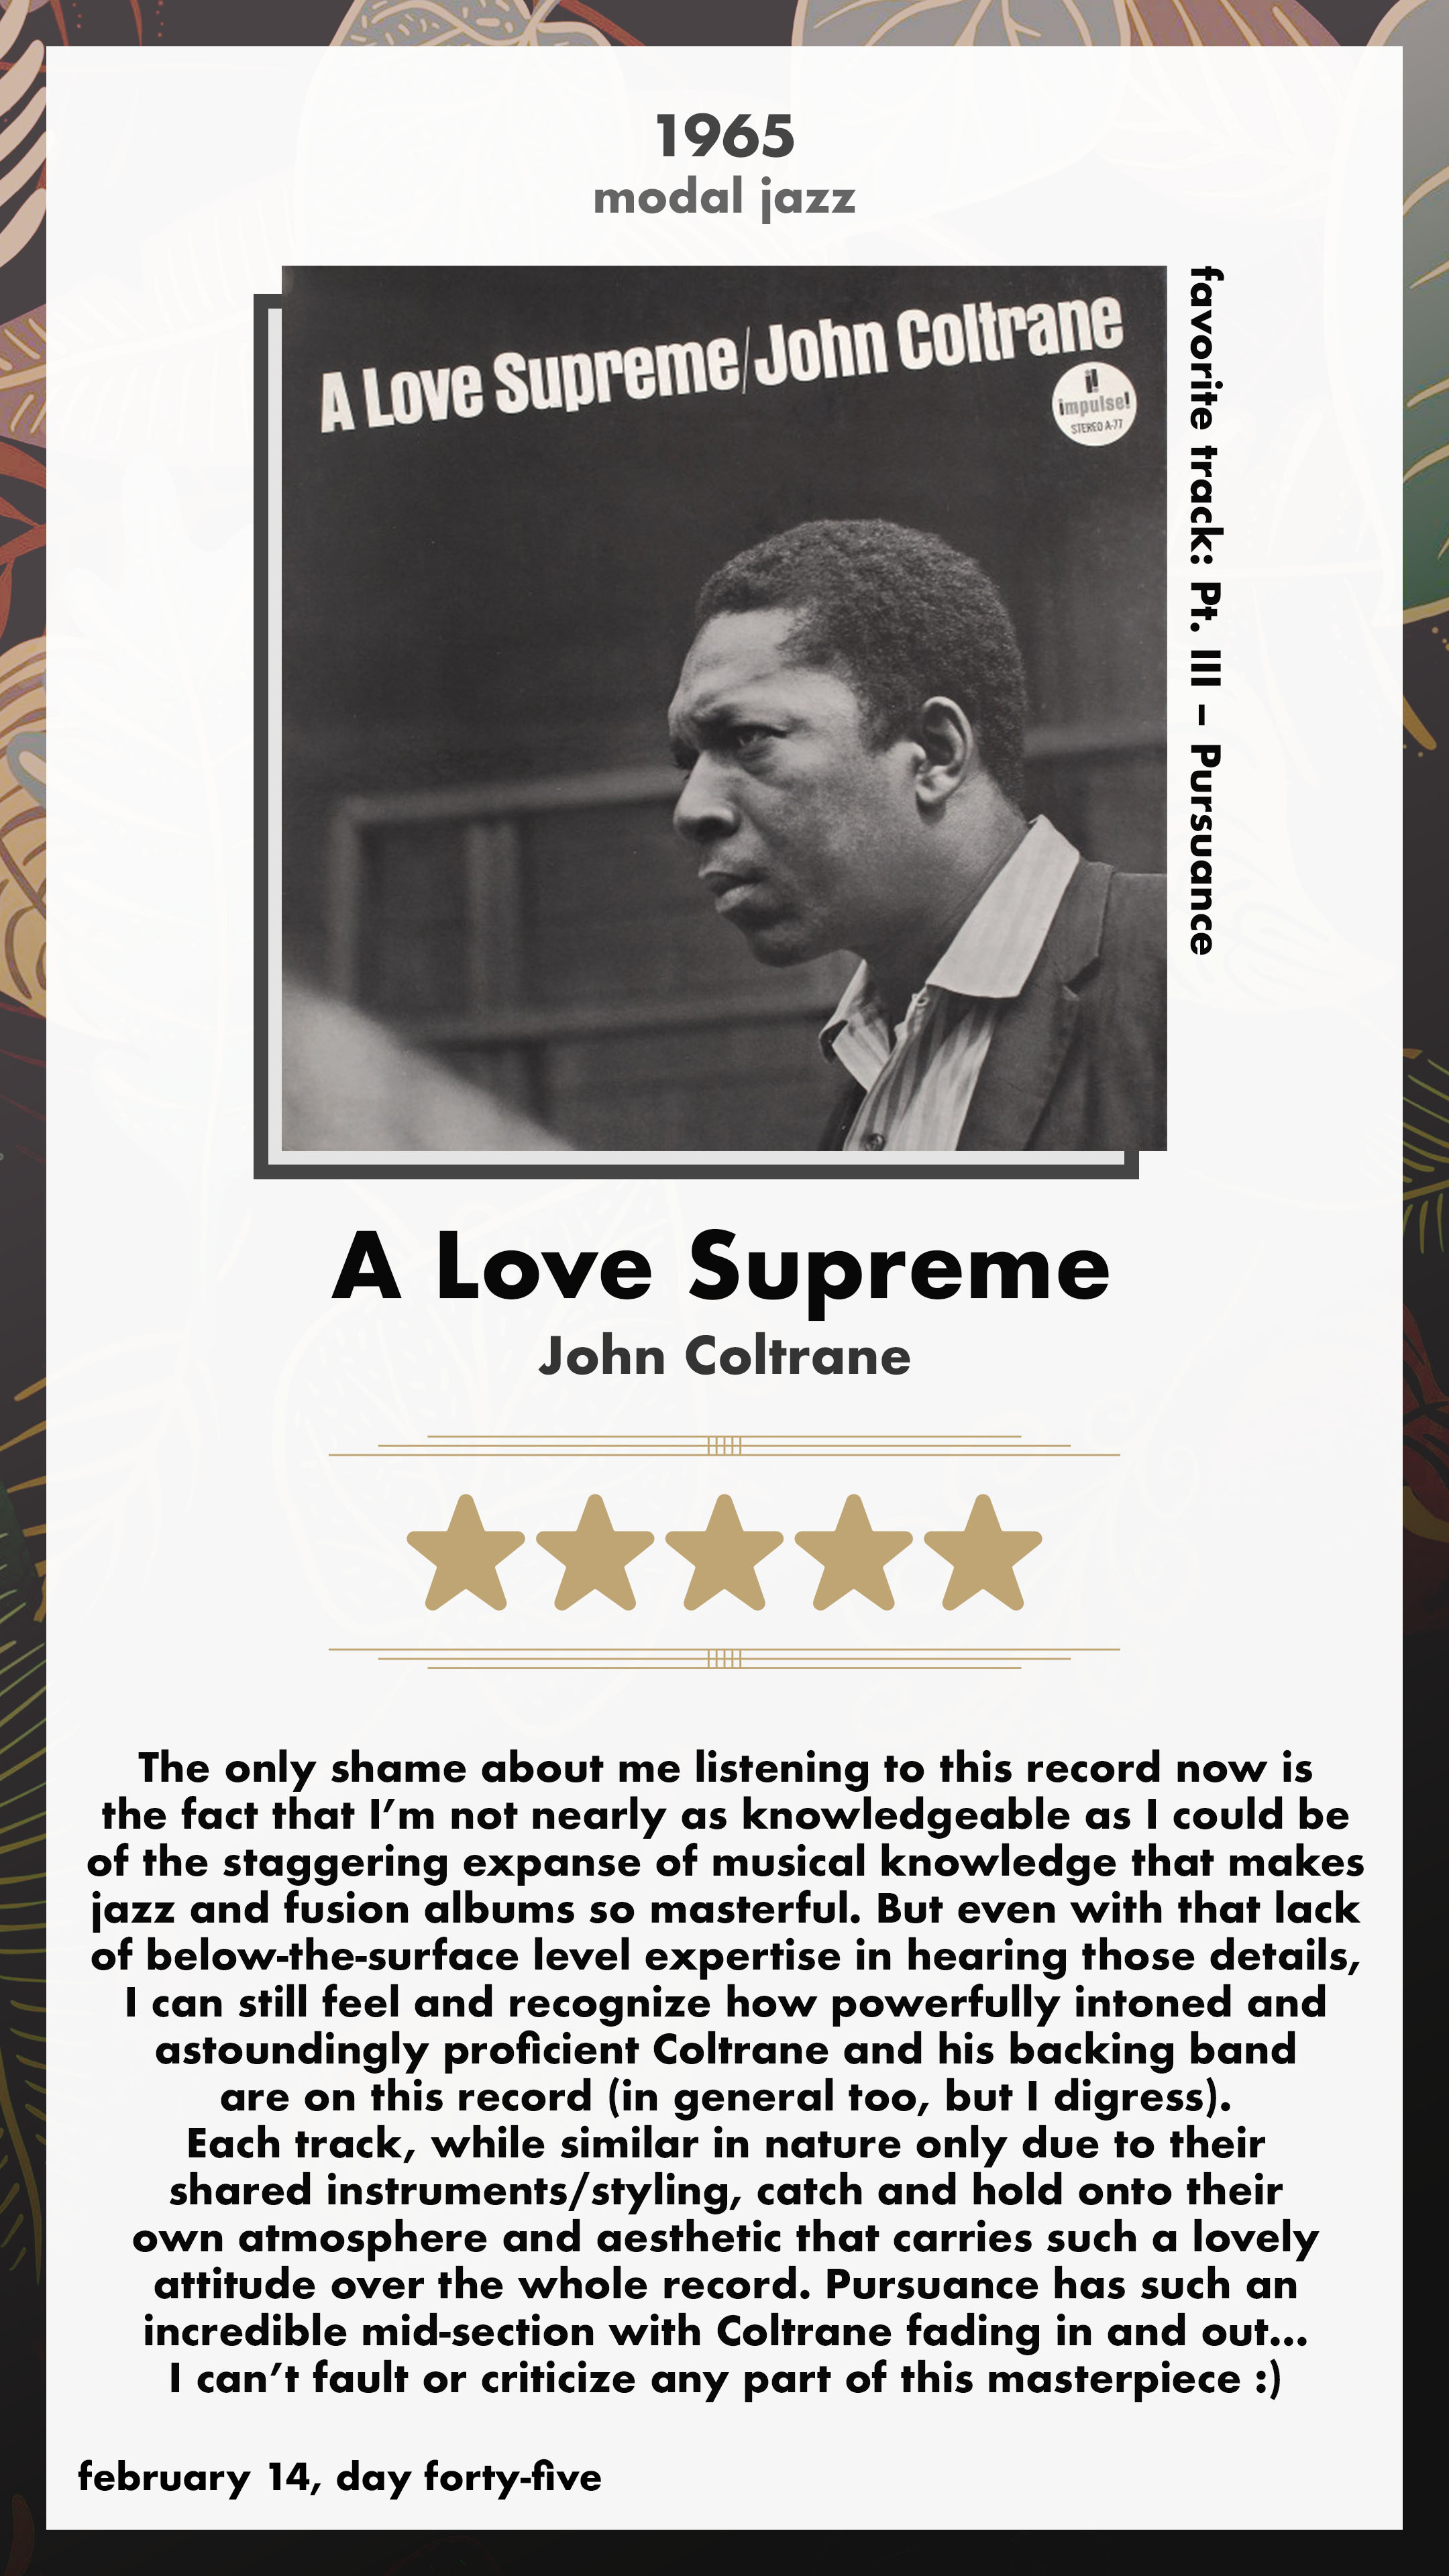 1965
modal jazz
A Love Supreme/John Coltrane
impulse!
STEREO A-77
favorite track: Pt. III – Pursuance
A Love Supreme
John Coltrane
The only shame about me listening to this record now is
the fact that I’m not nearly as knowledgeable as I could be
of the staggering expanse of musical knowledge that makes
jazz and fusion albums so masterful. But even with that lack
of below-the-surface level expertise in hearing those details,
I can still feel and recognize how powerfully intoned and
astoundingly proficient Coltrane and his backing band
are on this record (in general too, but I digress).
Each track, while similar in nature only due to their
shared instruments/styling, catch and hold onto their
own atmosphere and aesthetic that carries such a lovely
attitude over the whole record. Pursuance has such an
incredible mid-section with Coltrane fading in and out...
I can’t fault or criticize any part of this masterpiece :)
february 14, day forty-five